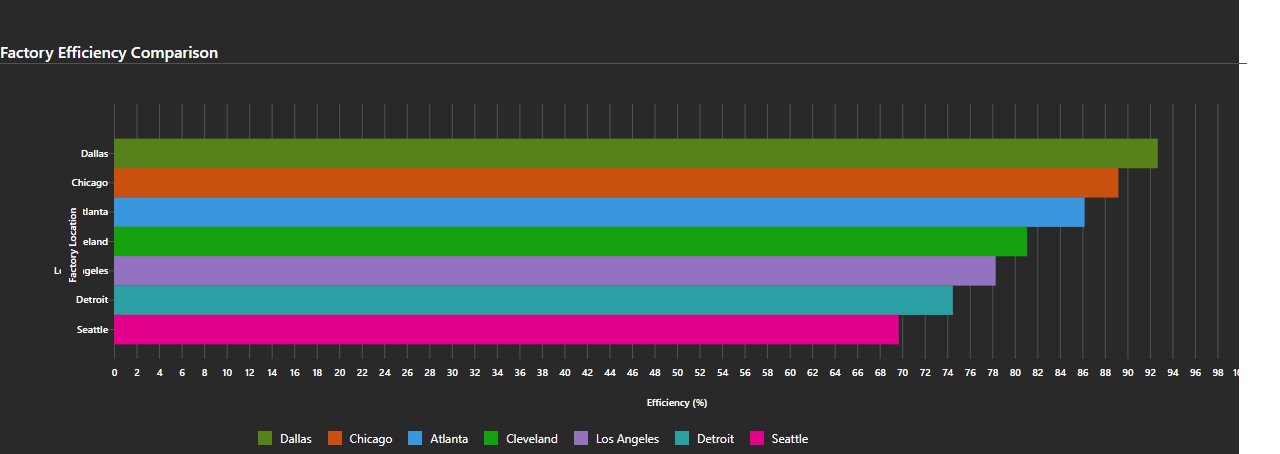 Factory Efficiency Comparison
Dallas
Chicago
tlanta
eland
geles
Detroit
Seattle
Factory Location
0 2 4 6 8 10 12 14 16 18 20 22 24 26 28 30 32 34 36 38 40 42 44 46 48 50 52 54 56 58 60 62 64 66 68 70 72 74 76 78 80 82 84 86 88 90 92 94 96 98
Efficiency (%)
Dallas Chicago Atlanta Cleveland Los Angeles Detroit Seattle